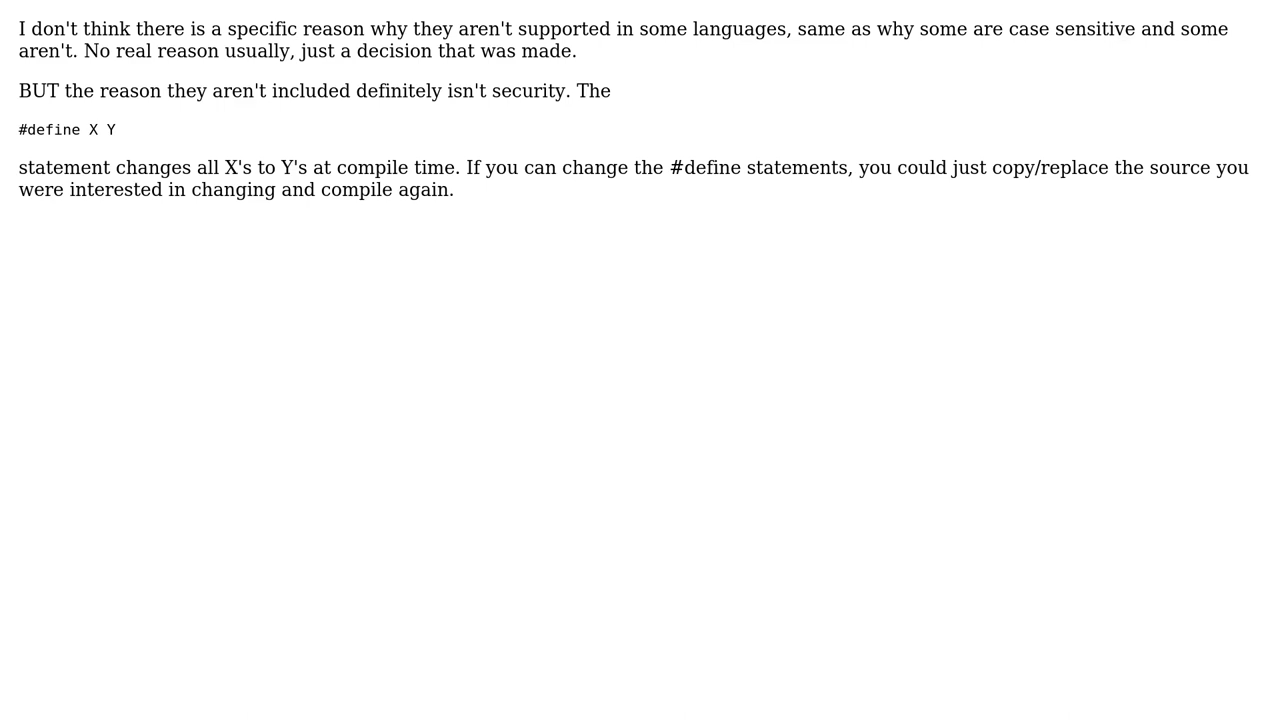 I don't think there is a specific reason why they aren't supported in some languages, same as why some are case sensitive and some
aren't. No real reason usually, just a decision that was made.
BUT the reason they aren't included definitely isn't security. The
#define X Y
statement changes all X's to Y's at compile time. If you can change the #define statements, you could just copy/replace the source you
were interested in changing and compile again.